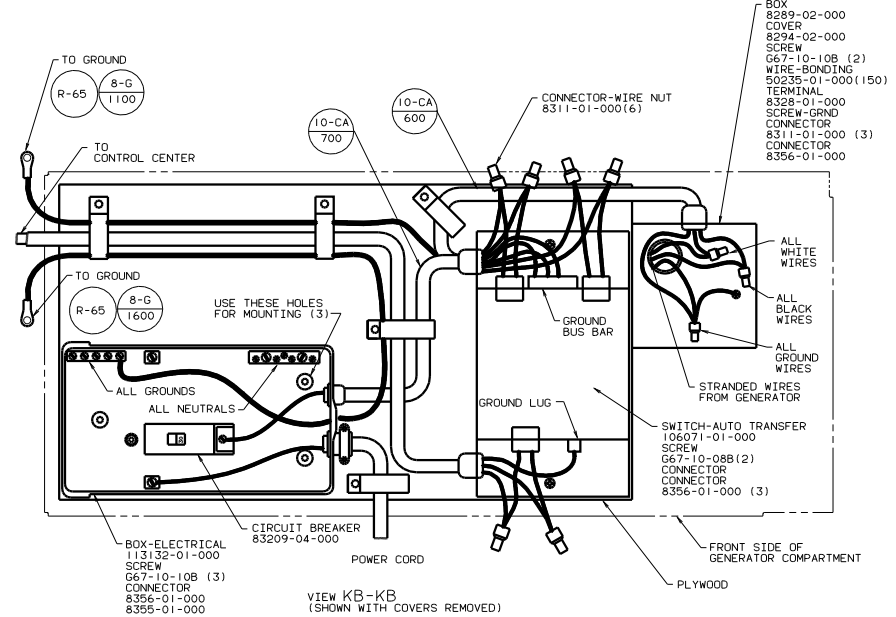 BOX
8289-02-000
COVER
8294-02-000
SCREW
G67-10-10B (2)
WIRE-BONDING
50235-01-000(150)
TERMINAL
8328-01-000
SCREW-GRND
CONNECTOR
8311-01-000 (3)
CONNECTOR
8356-01-000
TO GROUND
R-65
8-G
1100
10-CA
700
10-CA
600
CONNECTOR-WIRE NUT
8311-01-000(6)
TO
CONTROL CENTER
TO GROUND
R-65
8-G
1600
USE THESE HOLES
FOR MOUNTING (3)
ALL
WHITE
WIRES
ALL
BLACK
WIRES
ALL
GROUND
WIRES
GROUND
BUS BAR
STRANDED WIRES
FROM GENERATOR
ALL GROUNDS
ALL NEUTRALS
GROUND LUG
SWITCH-AUTO TRANSFER
106071-01-000
SCREW
G67-10-08B(2)
CONNECTOR
CONNECTOR
8356-01-000 (3)
CIRCUIT BREAKER
83209-04-000
POWER CORD
BOX-ELECTRICAL
113132-01-000
SCREW
G67-10-10B (3)
CONNECTOR
8356-01-000
8355-01-000
FRONT SIDE OF
GENERATOR COMPARTMENT
PLYWOOD
VIEW KB-KB
(SHOWN WITH COVERS REMOVED)